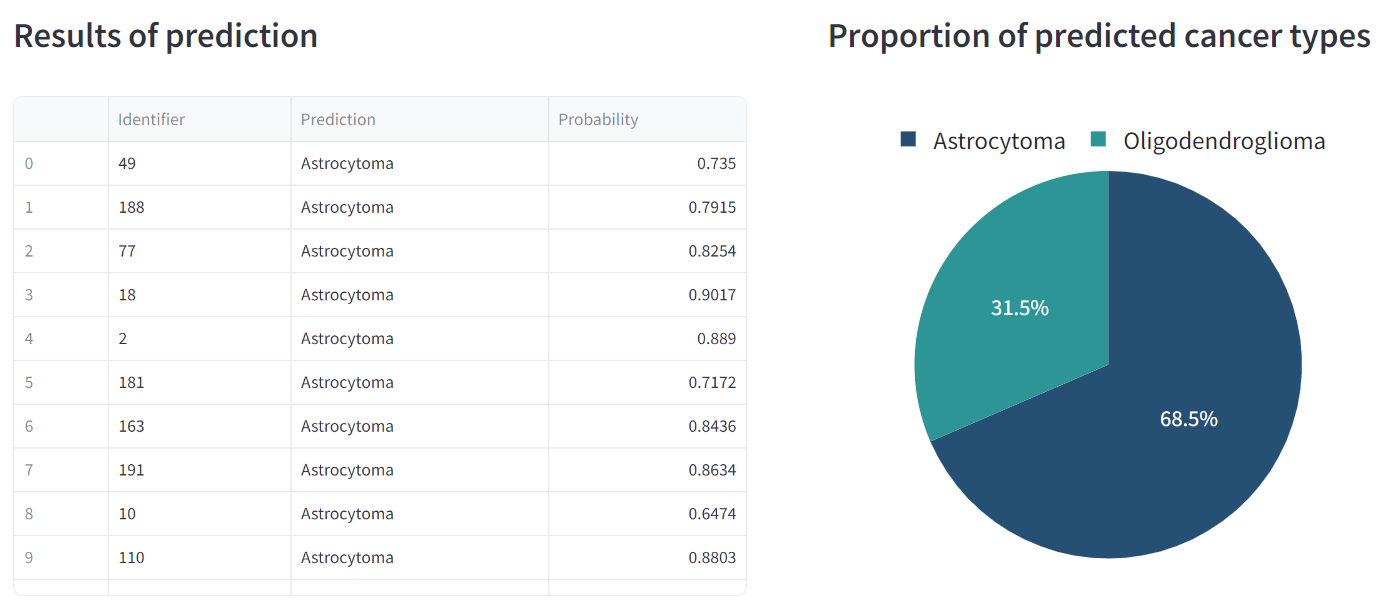 Results of prediction
Identifier Prediction Probability
0 49 Astrocytoma 0.735
1 188 Astrocytoma 0.7915
2 77 Astrocytoma 0.8254
3 18 Astrocytoma 0.9017
4 2 Astrocytoma 0.889
5 181 Astrocytoma 0.7172
6 163 Astrocytoma 0.8436
7 191 Astrocytoma 0.8634
8 10 Astrocytoma 0.6474
9 110 Astrocytoma 0.8803
Proportion of predicted cancer types
Astrocytoma Oligodendroglioma
31.5%
68.5%